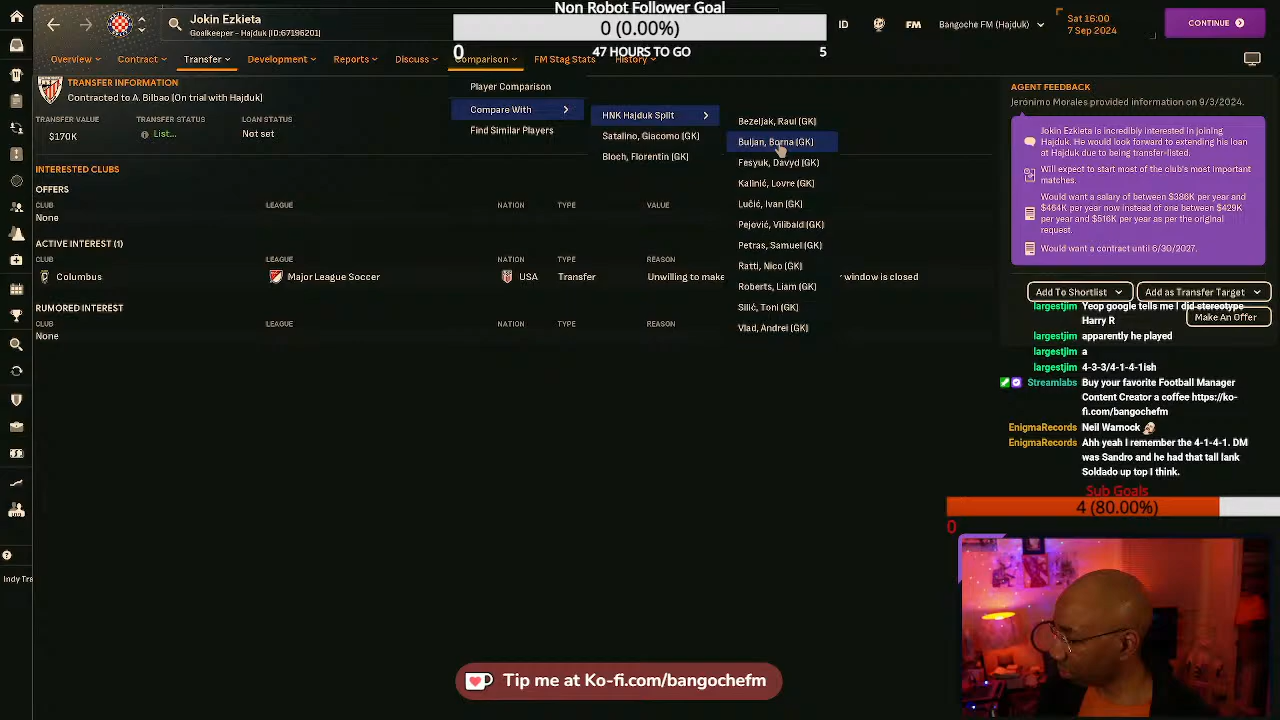 Non Robot Follower Goal
0 (0.00%)
0
47 HOURS TO GO
5
Jokin Ezkieta
Goalkeeper - Hajduk [ID:67196201]
ID
FM
Bangoche FM (Hajduk)
Sat 16:00
7 Sep 2024
CONTINUE
Overview
Contract
Transfer
Development
Reports
Discuss
Comparison
FM Stag Stats
History
TRANSFER INFORMATION
Contracted to A. Bilbao [On trial with Hajduk]
TRANSFER VALUE
TRANSFER STATUS
LOAN STATUS
$170K
List...
Not set
Player Comparison
Compare With
Find Similar Players
HNK Hajduk Split
Satalino, Giacomo (GK)
Bloch, Florentin (GK)
Bezeljak, Raul (GK)
Buljan, Borna (GK)
Fesyuk, Davyd (GK)
Kalinić, Lovre (GK)
Lučić, Ivan (GK)
Pejović, Vilibald (GK)
Petras, Samuel (GK)
Ratti, Nico (GK)
Roberts, Liam (GK)
Silić, Toni (GK)
Vlad, Andrei (GK)
INTERESTED CLUBS
OFFERS
CLUB
LEAGUE
NATION
TYPE
VALUE
None
ACTIVE INTEREST (1)
CLUB
LEAGUE
NATION
TYPE
REASON
Columbus
Major League Soccer
USA
Transfer
Unwilling to make
window is closed
RUMORED INTEREST
CLUB
LEAGUE
NATION
TYPE
REASON
None
AGENT FEEDBACK
Jerónimo Morales provided information on 9/3/2024.
Jokin Ezkieta is incredibly interested in joining
Hajduk. He would look forward to extending his loan
at Hajduk due to being transfer-listed.
Will expect to start most of the club's most important
matches.
Would want a salary of between $386K per year and
$464K per year now instead of one between $429K
per year and $516K per year as per the original
request.
Would want a contract until 6/30/2027.
Add To Shortlist
Add as Transfer Target
Make An Offer
largestjim Yeop google tells me I did stereotype
Harry R
largestjim apparently he played
largestjim a
largestjim 4-3-3/4-1-4-1ish
Streamlabs Buy your favorite Football Manager
Content Creator a coffee https://ko-
fi.com/bangochefm
EnigmaRecords Neil Warnock
EnigmaRecords Ahh yeah I remember the 4-1-4-1. DM
was Sandro and he had that tall lank
Soldado up top I think.
Sub Goals
4 (80.00%)
0
Indy Tra
Tip me at Ko-fi.com/bangochefm